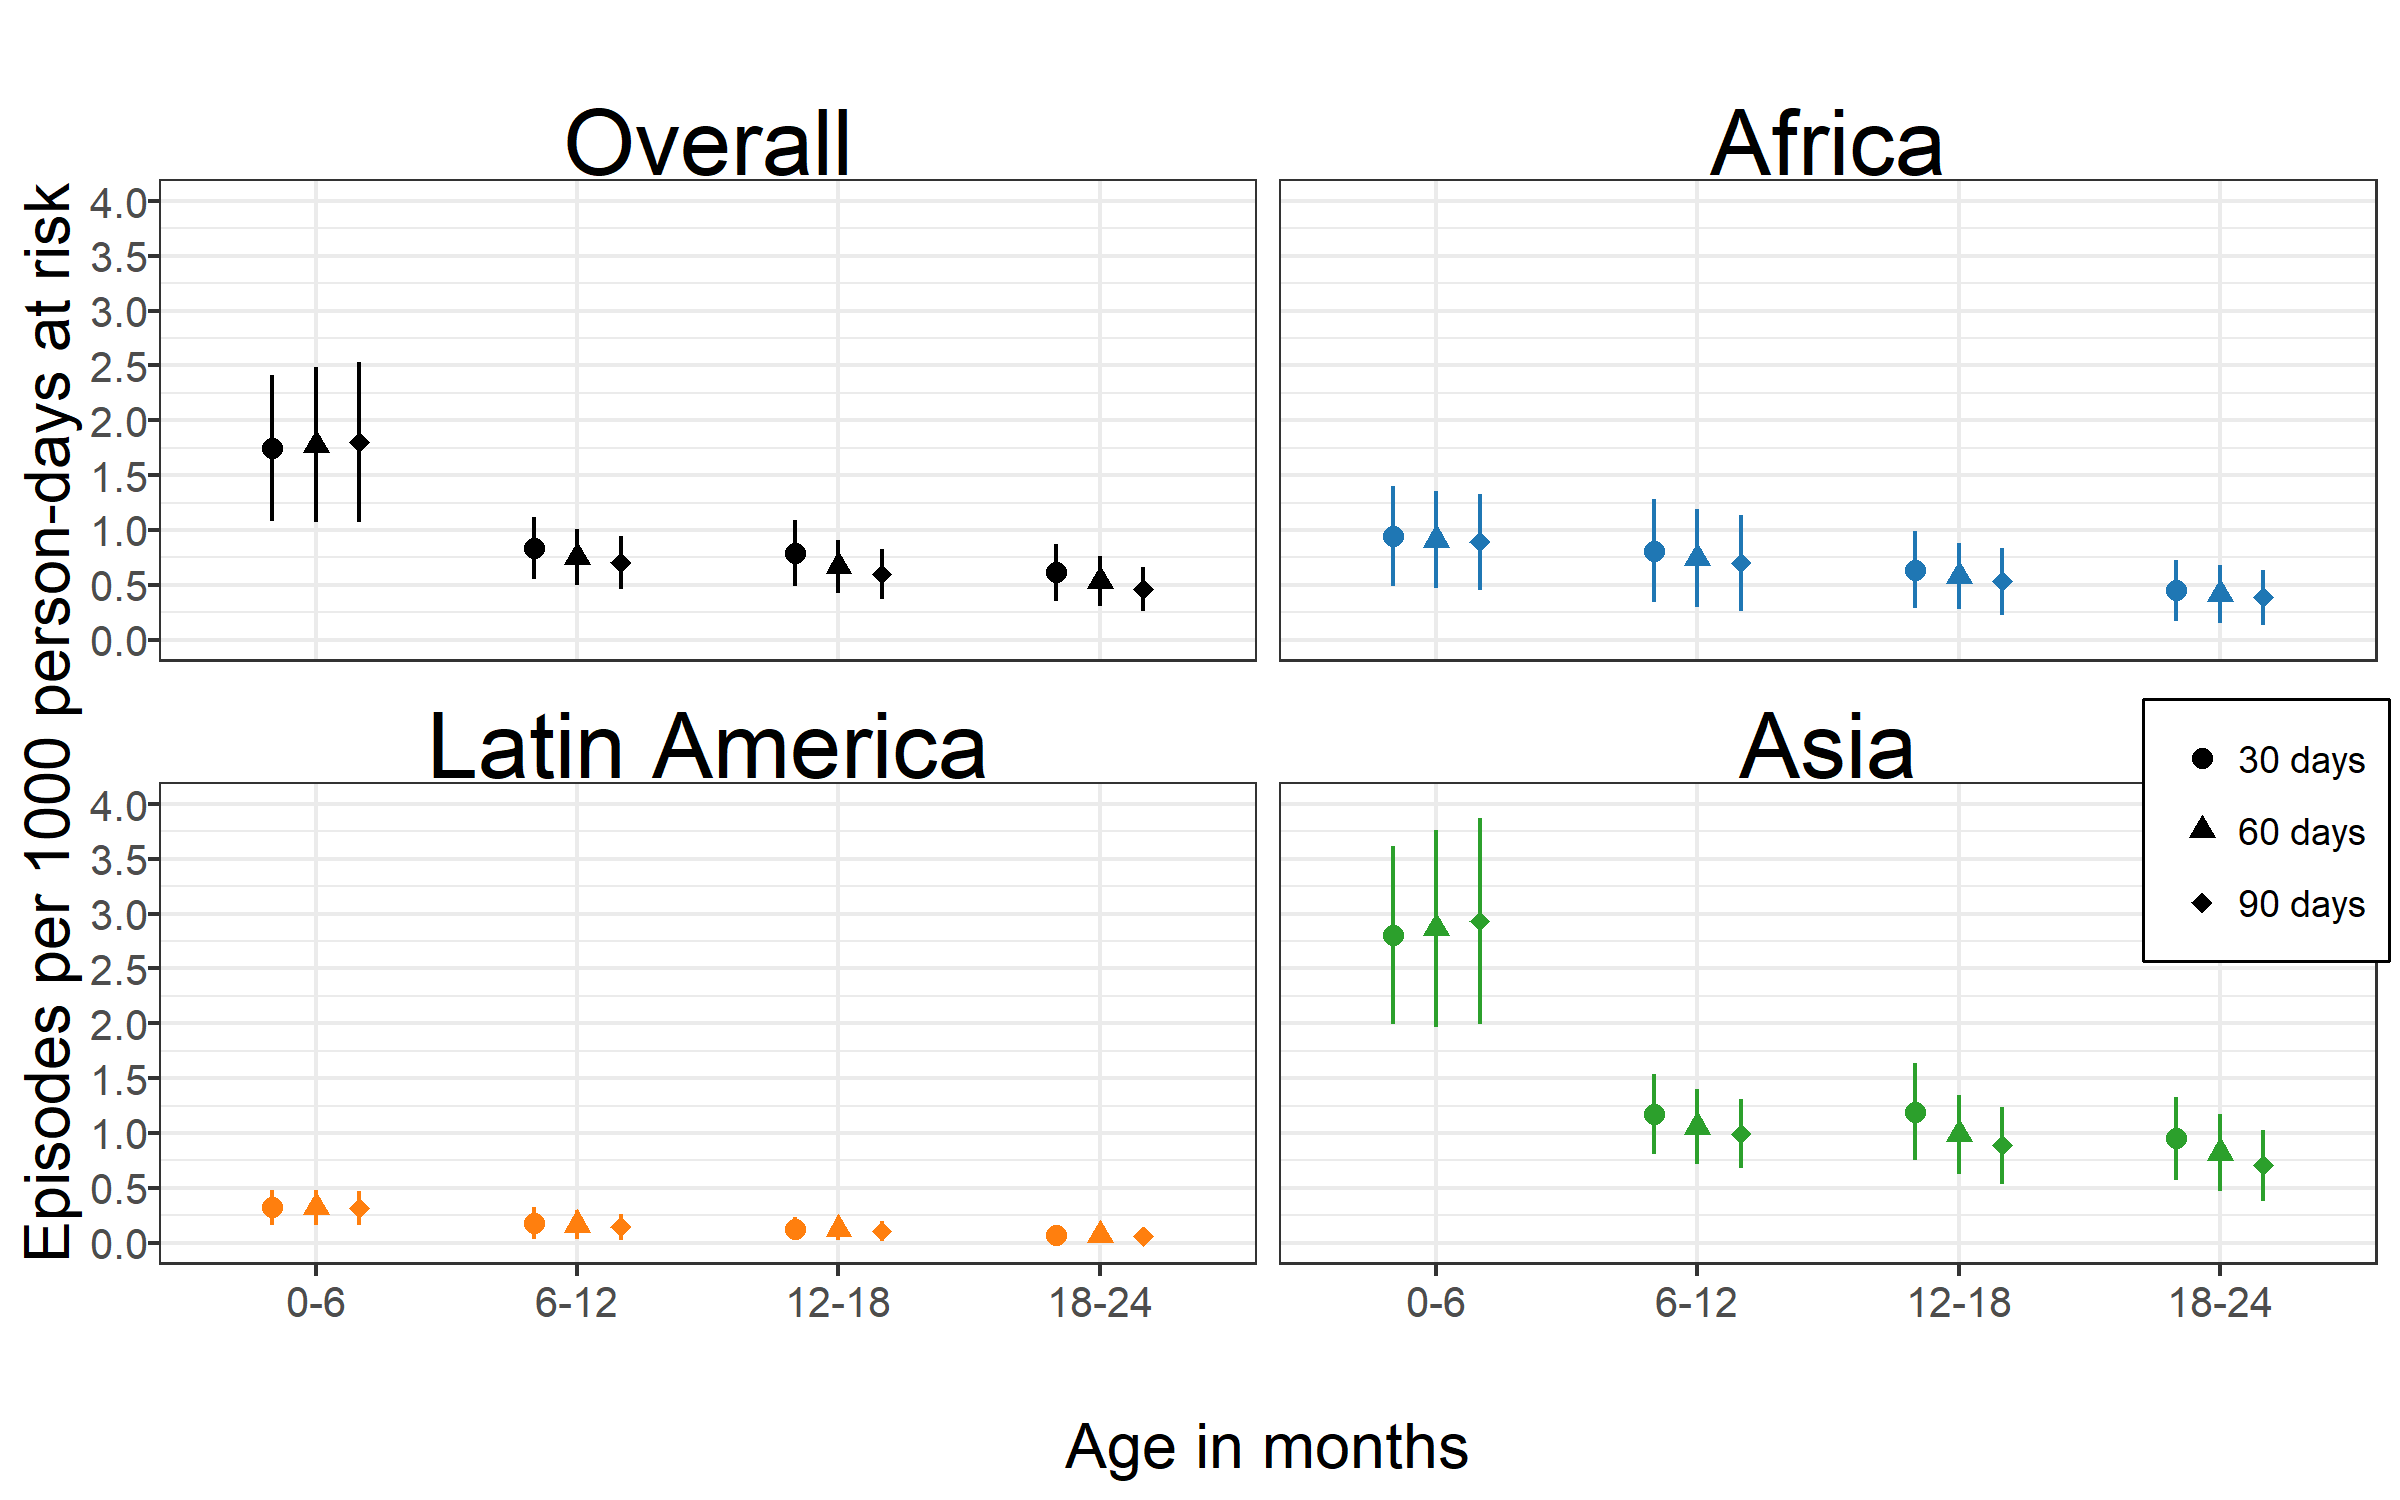 Overall
Africa
Episodes per 1000 person-days at risk
4.0
3.5
3.0
2.5
2.0
1.5
1.0
0.5
0.0
Latin America
Asia
30 days
60 days
90 days
4.0
3.5
3.0
2.5
2.0
1.5
1.0
0.5
0.0
0-6 6-12 12-18 18-24
0-6 6-12 12-18 18-24
Age in months